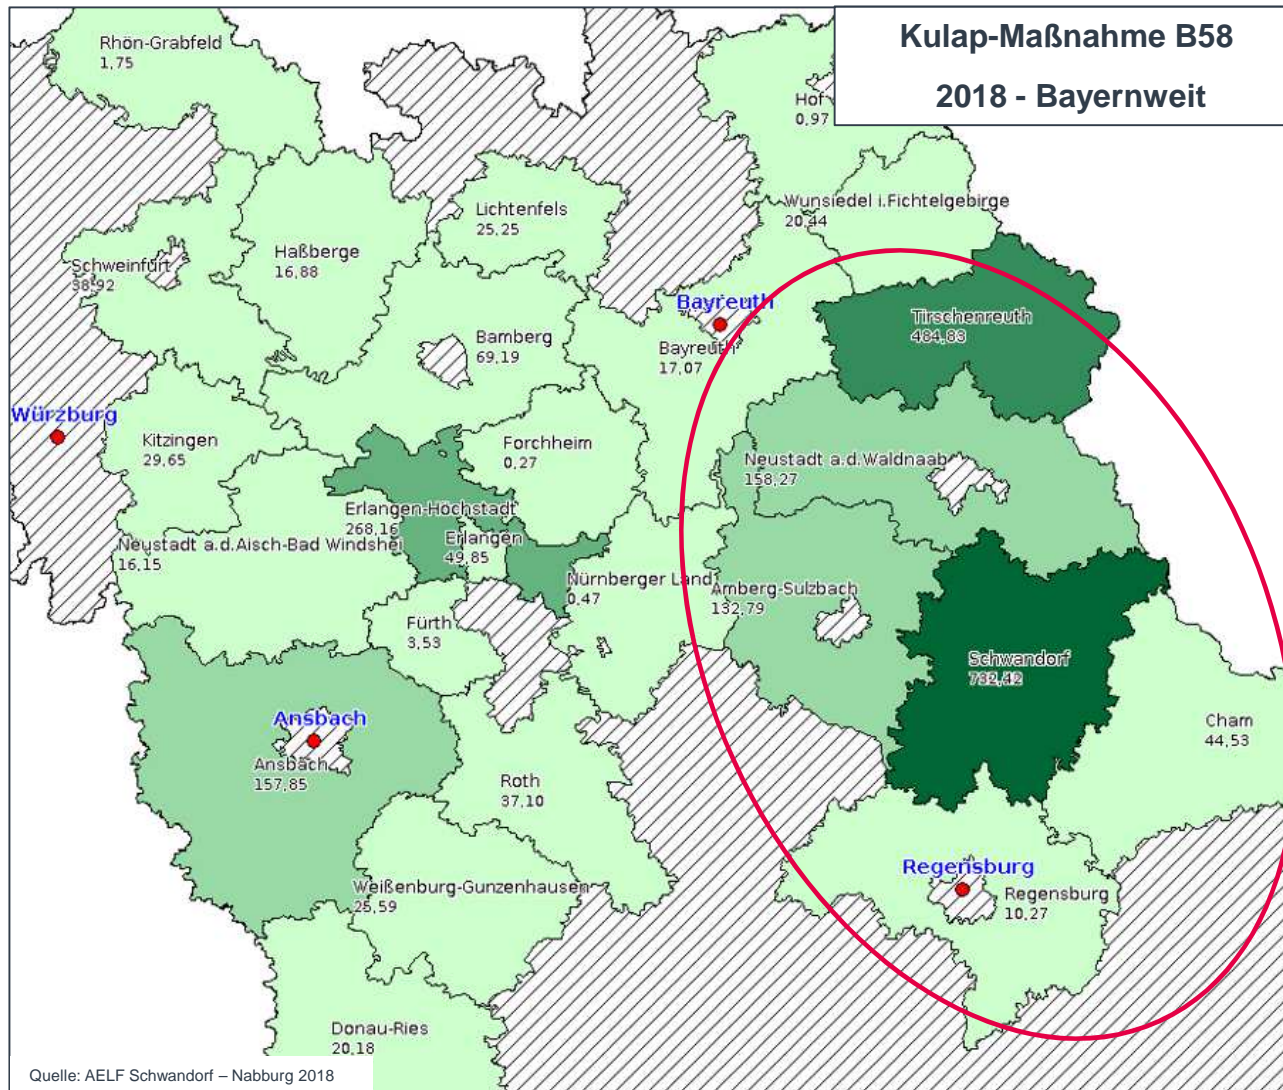 Kulap-Maßnahme B58
2018 - Bayernweit
Rhön-Grabfeld
1,75
Hof
0,97
Wunsiedel i.Fichtelgebirge
20,44
Lichtenfels
25,25
Haßberge
16,88
Schweinfurt
38,92
Bayreuth
Bayreuth
17,07
Tirschenreuth
484,83
Bamberg
69,19
Würzburg
Kitzingen
29,65
Forchheim
0,27
Neustadt a.d.Waldnaab
158,27
Erlangen-Höchstadt
268,16
Erlangen
49,85
Neustadt a.d.Aisch-Bad Windshei
16,15
Nürnberger Land
0,47
Amberg-Sulzbach
132,79
Fürth
3,53
Schwandorf
732,42
Ansbach
Ansbach
157,85
Cham
44,53
Roth
37,10
Weißenburg-Gunzenhausen
25,59
Regensburg
Regensburg
10,27
Donau-Ries
20,18
Quelle: AELF Schwandorf – Nabburg 2018